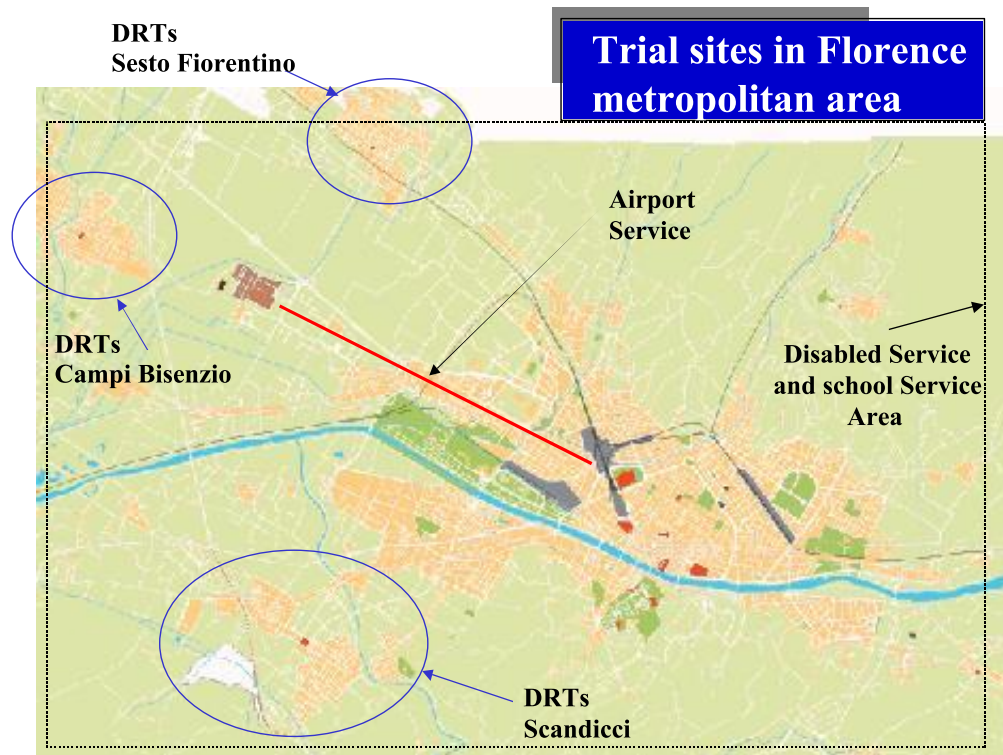 DRTs
Sesto Fiorentino
Trial sites in Florence
metropolitan area
Airport
Service
DRTs
Campi Bisenzio
Disabled Service
and school Service
Area
DRTs
Scandicci